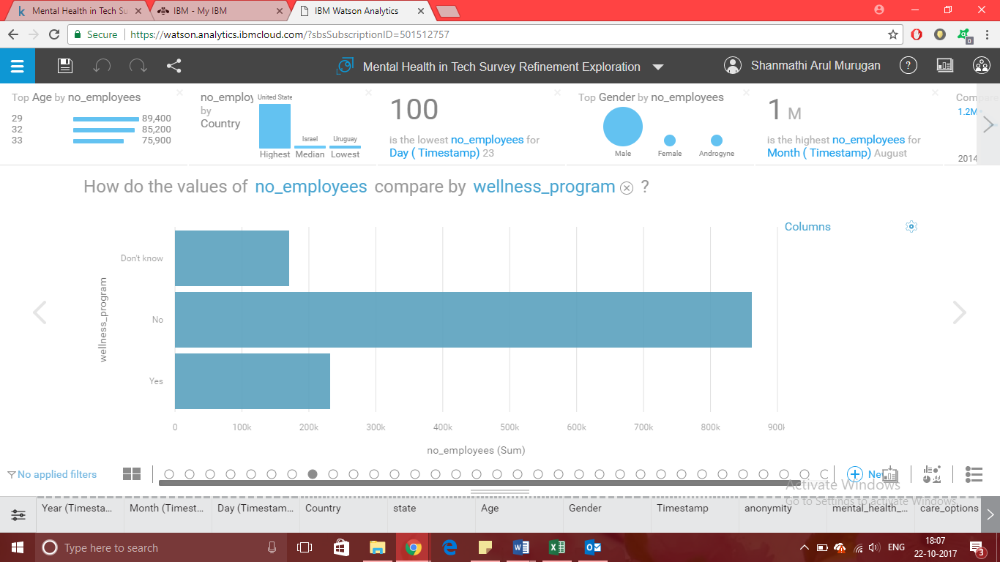 Mental Health in Tech Su
IBM - My IBM
IBM Watson Analytics
Secure
https://watson.analytics.ibmcloud.com/?sbsSubscriptionID=501512757
0
Mental Health in Tech Survey Refinement Exploration
Shanmathi Arul Murugan
?
Top Age by no_employees
29 89,400
32 85,200
33 75,900
no_employ
by
Country
United State
Israel
Uruguay
Highest Median Lowest
100
is the lowest no_employees for
Day ( Timestamp) 23
Top Gender by no_employees
Male Female Androgyne
1 M
is the highest no_employees for
Month ( Timestamp) August
Comp
1.2M
2014
How do the values of no_employees compare by wellness_program ?
Columns
wellness_program
Don't know
No
Yes
0 100k 200k 300k 400k 500k 600k 700k 800k 900k
no_employees (Sum)
No applied filters
Ne
Activate Windows
Go to Settings to activate Windows.
Year (Timesta... Month (Timest... Day (Timestam... Country state Age Gender Timestamp anonymity mental_health_... care_options
Type here to search
ENG
18:07
22-10-2017
3